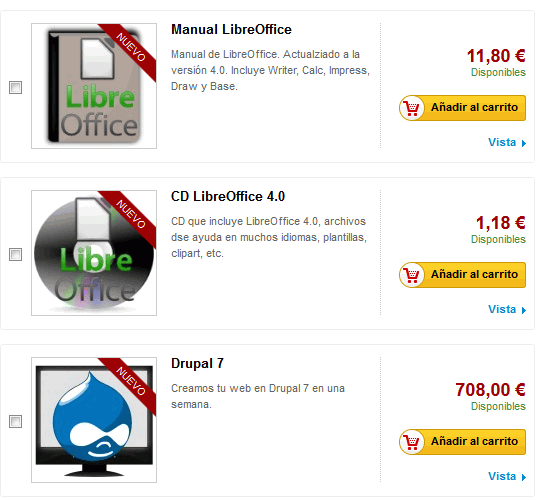 NUEVO
Libre
Office
Manual LibreOffice
Manual de LibreOffice. Actualziado a la
versión 4.0. Incluye Writer, Calc, Impress,
Draw y Base.
11,80 €
Disponibles
Añadir al carrito
Vista
NUEVO
Libre
Office
CD LibreOffice 4.0
CD que incluye LibreOffice 4.0, archivos
dse ayuda en muchos idiomas, plantillas,
clipart, etc.
1,18 €
Disponibles
Añadir al carrito
Vista
NUEVO
Drupal 7
Creamos tu web en Drupal 7 en una
semana.
708,00 €
Disponibles
Añadir al carrito
Vista